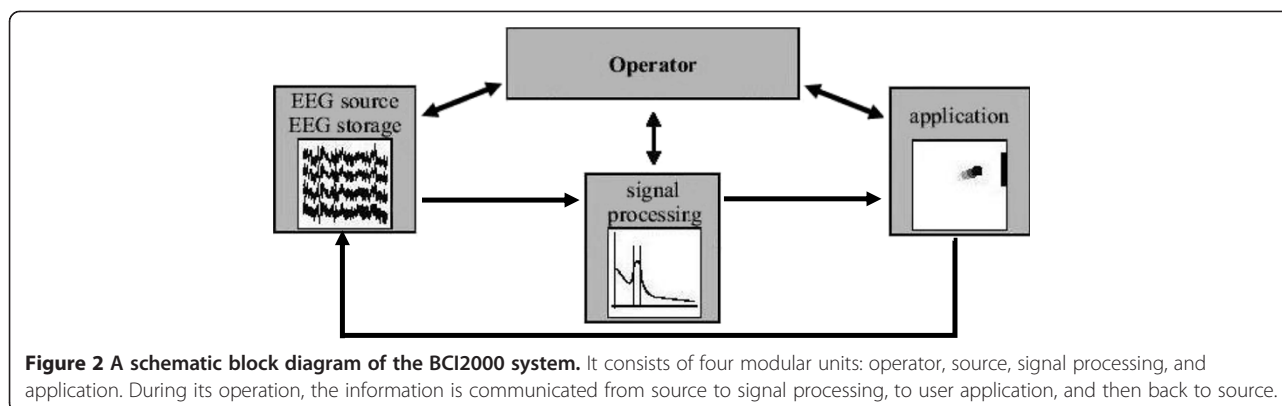 Operator
EEG source
EEG storage
application
signal
processing
Figure 2 A schematic block diagram of the BCI2000 system. It consists of four modular units: operator, source, signal processing, and
application. During its operation, the information is communicated from source to signal processing, to user application, and then back to source.